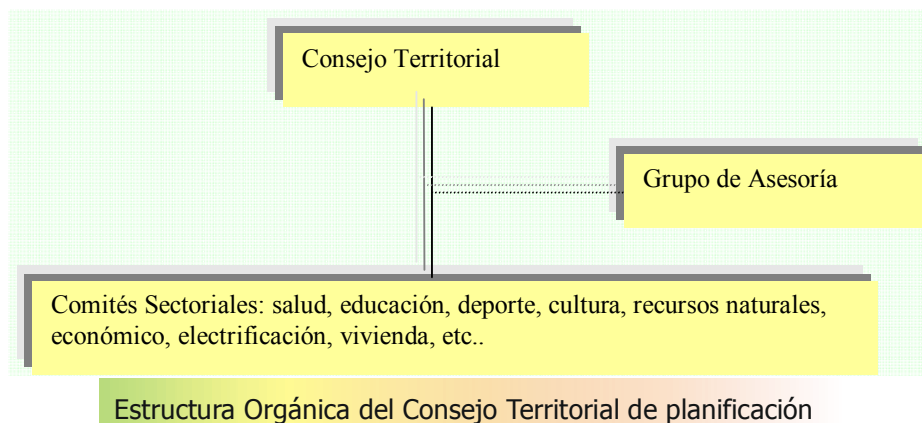 Consejo Territorial
Grupo de Asesoría
Comités Sectoriales: salud, educación, deporte, cultura, recursos naturales,
económico, electrificación, vivienda, etc..
Estructura Orgánica del Consejo Territorial de planificación